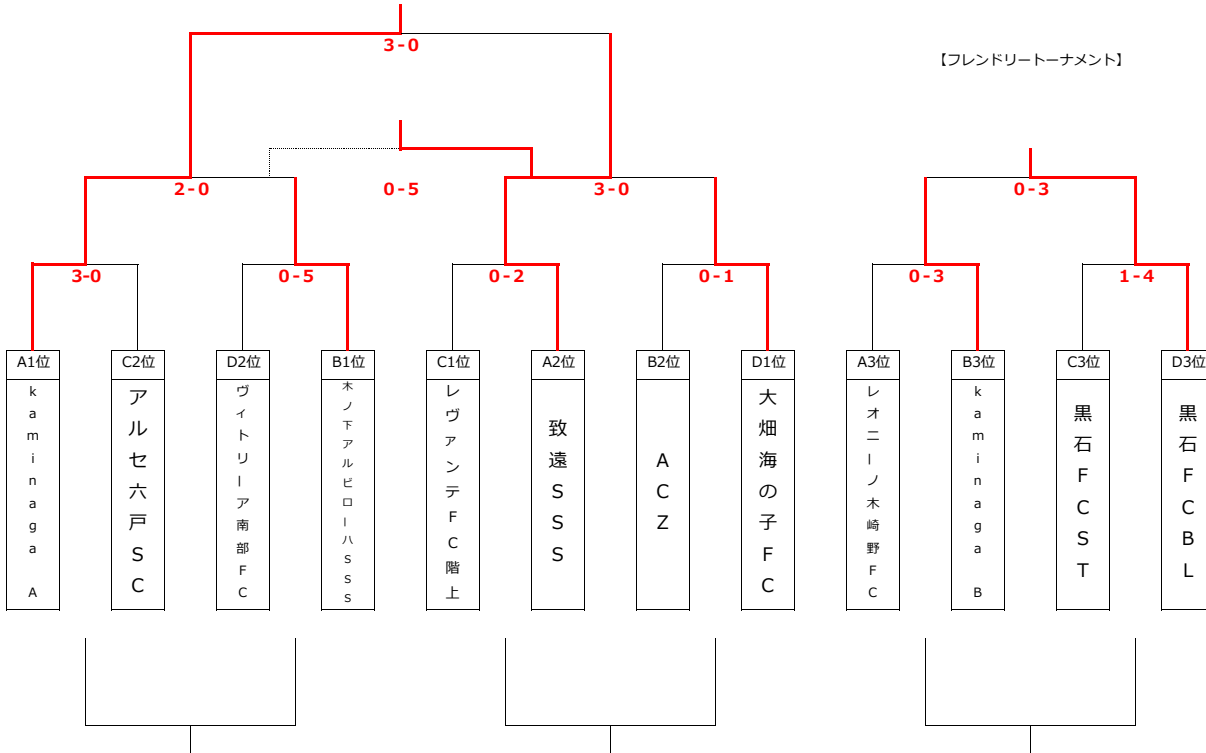 3-0
【フレンドリートーナメント】
2-0
0-5
3-0
0-3
3-0
0-5
0-2
0-1
0-3
1-4
A1位
C2位
D2位
B1位
C1位
A2位
B2位
D1位
A3位
B3位
C3位
D3位
kaminaga A
アルセ六戸SC
ヴィトリーア南部FC
木ノ下アルビローハSSS
レヴァンテFC階上
致遠SSS
ACZ
大畑海の子FC
レオニーノ木崎野FC
kaminaga B
黒石FCST
黒石FCBL